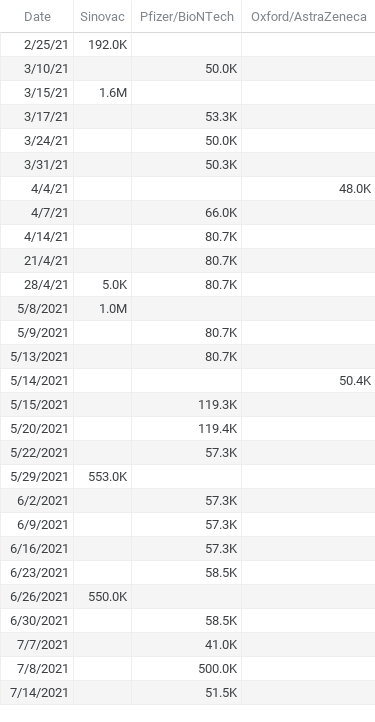 Date Sinovac Pfizer/BioNTech Oxford/AstraZeneca
2/25/21 192.0K
3/10/21 50.0K
3/15/21 1.6M
3/17/21 53.3K
3/24/21 50.0K
3/31/21 50.3K
4/4/21 48.0K
4/7/21 66.0K
4/14/21 80.7K
21/4/21 80.7K
28/4/21 5.0K 80.7K
5/8/2021 1.0M
5/9/2021 80.7K
5/13/2021 80.7K
5/14/2021 50.4K
5/15/2021 119.3K
5/20/2021 119.4K
5/22/2021 57.3K
5/29/2021 553.0K
6/2/2021 57.3K
6/9/2021 57.3K
6/16/2021 57.3K
6/23/2021 58.5K
6/26/2021 550.0K
6/30/2021 58.5K
7/7/2021 41.0K
7/8/2021 500.0K
7/14/2021 51.5K